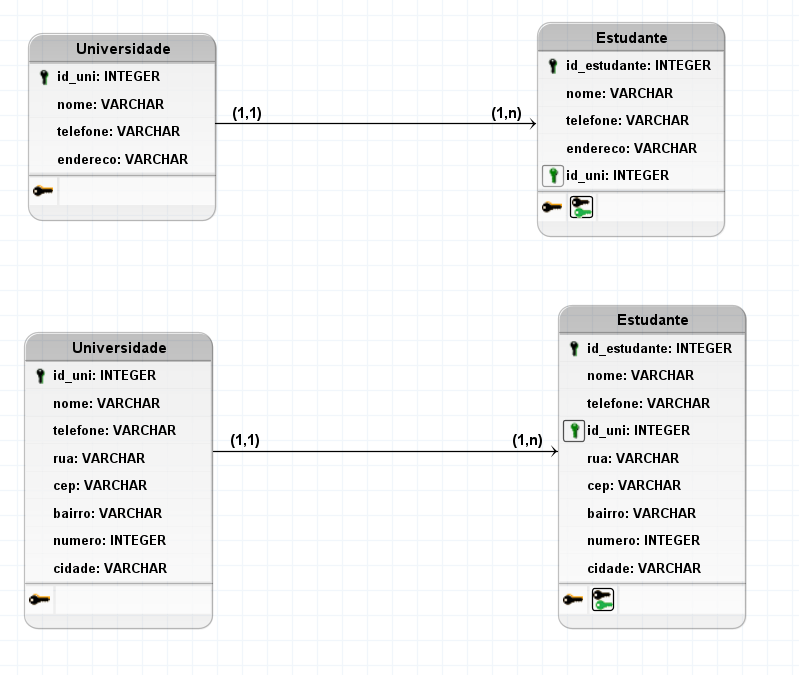 Universidade
id_uni: INTEGER
nome: VARCHAR
telefone: VARCHAR
endereco: VARCHAR
(1,1)
(1,n)
Estudante
id_estudante: INTEGER
nome: VARCHAR
telefone: VARCHAR
endereco: VARCHAR
id_uni: INTEGER
Universidade
id_uni: INTEGER
nome: VARCHAR
telefone: VARCHAR
rua: VARCHAR
cep: VARCHAR
bairro: VARCHAR
numero: INTEGER
cidade: VARCHAR
(1,1)
(1,n)
Estudante
id_estudante: INTEGER
nome: VARCHAR
telefone: VARCHAR
id_uni: INTEGER
rua: VARCHAR
cep: VARCHAR
bairro: VARCHAR
numero: INTEGER
cidade: VARCHAR